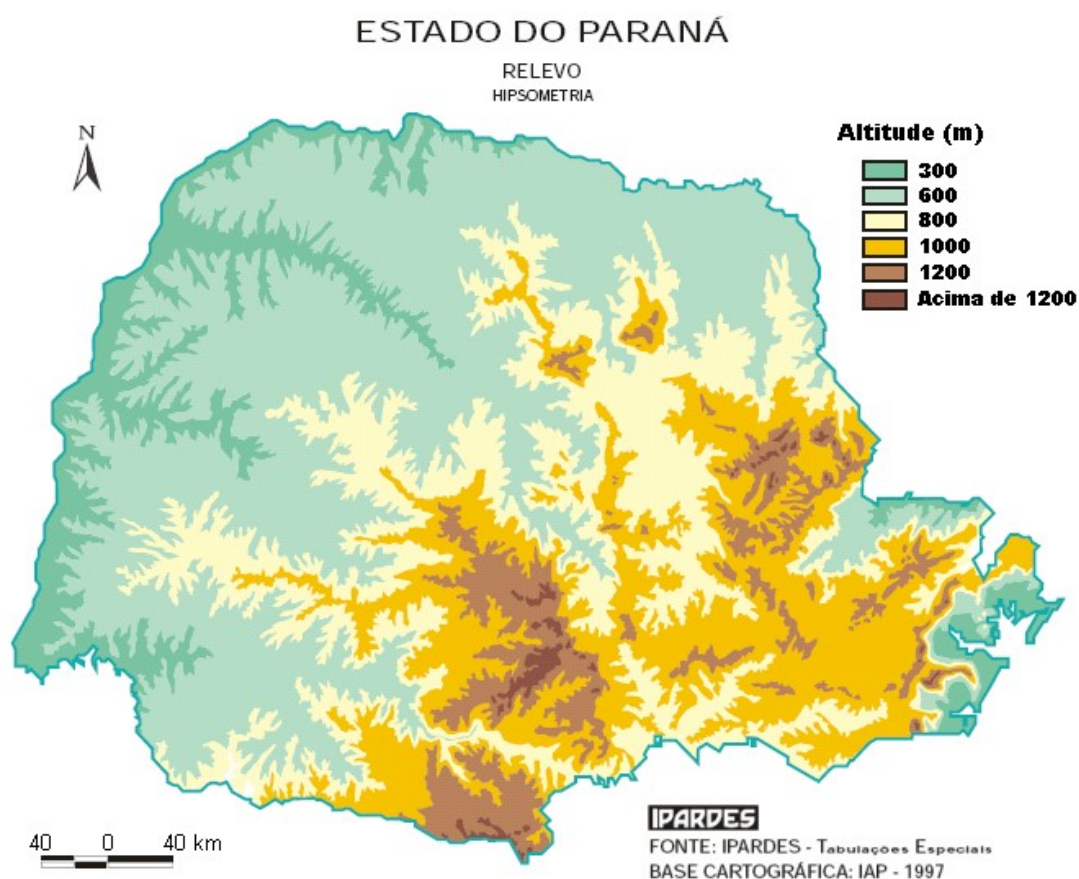 ESTADO DO PARANÁ
RELEVO
HIPSOMETRIA
N
Altitude (m)
300
600
800
1000
1200
Acima de 1200
40 0 40 km
IPARDES
FONTE: IPARDES - Tabulações Especiais
BASE CARTOGRÁFICA: IAP - 1997